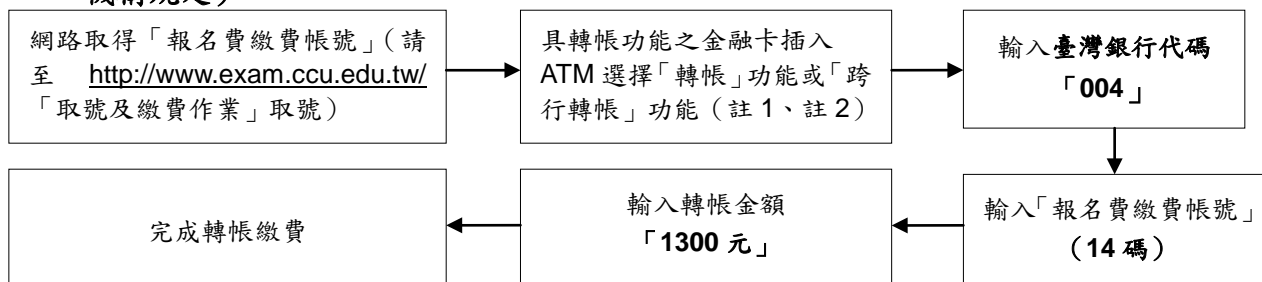 網路取得「報名費繳費帳號」(請
至 http://www.exam.ccu.edu.tw/
「取號及繳費作業」取號)
具轉帳功能之金融卡插入
ATM 選擇「轉帳」功能或「跨
行轉帳」功能(註 1、註 2)
輸入臺灣銀行代碼
「004」
輸入「報名費繳費帳號」
(14 碼)
輸入轉帳金額
「1300 元」
完成轉帳繳費